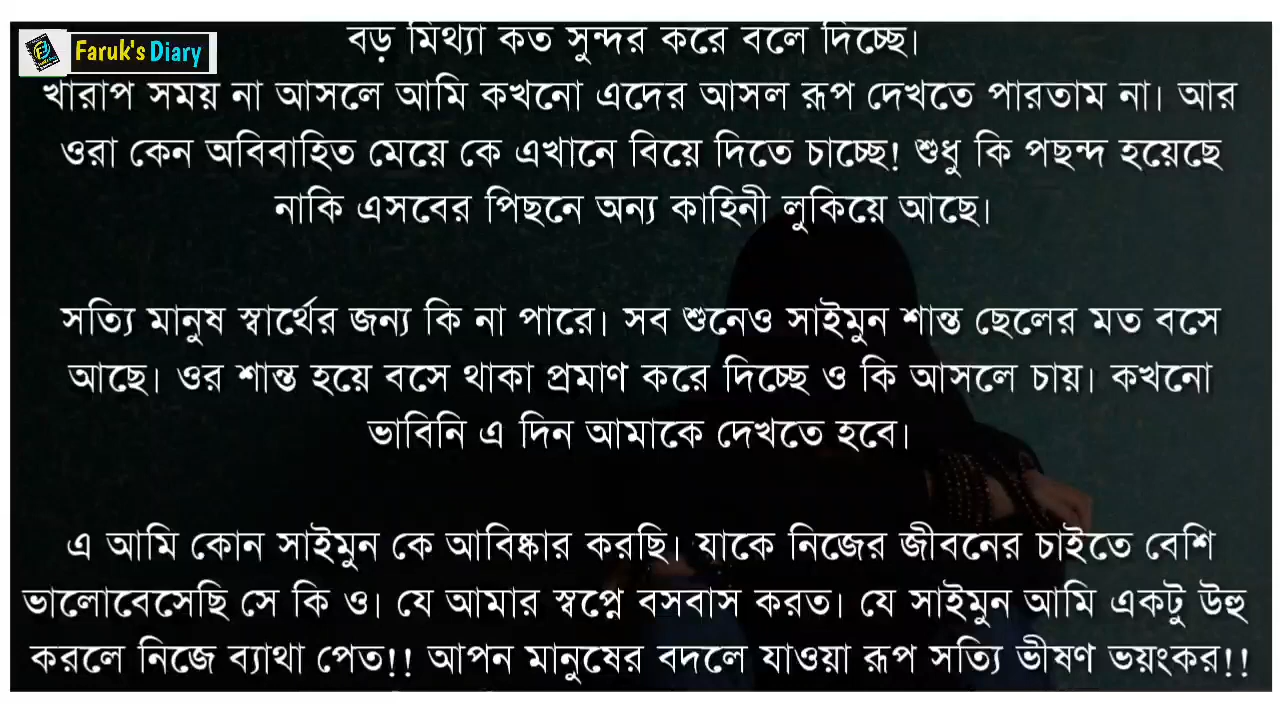 Faruk's Diary
বড় মিথ্যা কত সুন্দর করে বলে দিচ্ছে।
খারাপ সময় না আসলে আমি কখনো এদের আসল রূপ দেখতে পারতাম না। আর
ওরা কেন অবিবাহিত মেয়ে কে এখানে বিয়ে দিতে চাচ্ছে! শুধু কি পছন্দ হয়েছে
নাকি এসবের পিছনে অন্য কাহিনী লুকিয়ে আছে।
সত্যি মানুষ স্বার্থের জন্য কি না পারে। সব শুনেও সাইমুন শান্ত ছেলের মত বসে
আছে। ওর শান্ত হয়ে বসে থাকা প্রমাণ করে দিচ্ছে ও কি আসলে চায়। কখনো
ভাবিনি এ দিন আমাকে দেখতে হবে।
এ আমি কোন সাইমুন কে আবিষ্কার করছি। যাকে নিজের জীবনের চাইতে বেশি
ভালোবেসেছি সে কি ও। যে আমার স্বপ্নে বসবাস করত। যে সাইমুন আমি একটু উহু
করলে নিজে ব্যাথা পেত!! আপন মানুষের বদলে যাওয়া রূপ সত্যি ভীষণ ভয়ংকর!!